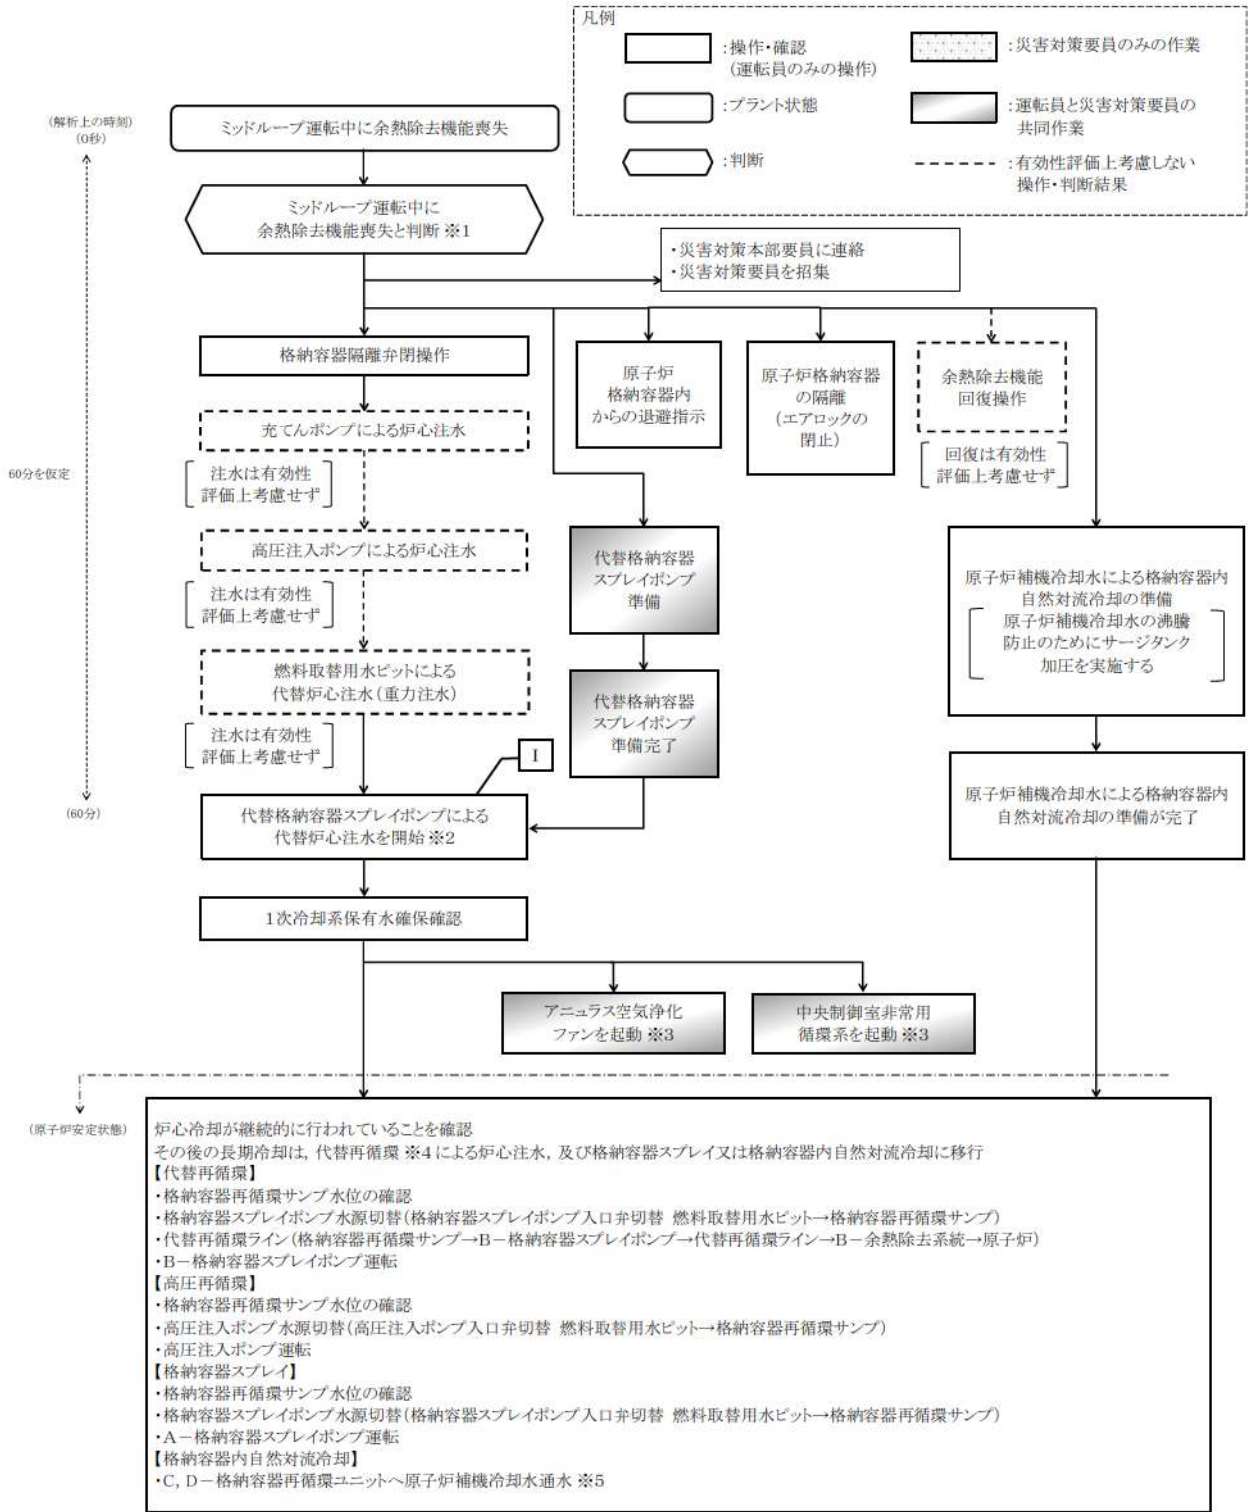 凡例
:操作・確認
(運転員のみの操作)
:災害対策要員のみの作業
:プラント状態
:運転員と災害対策要員の
共同作業
:判断
:有効性評価上考慮しない
操作・判断結果
(解析上の時刻)
(0秒)
ミッドループ運転中に余熱除去機能喪失
ミッドループ運転中に
余熱除去機能喪失と判断 ※1
・災害対策本部要員に連絡
・災害対策要員を招集
格納容器隔離弁閉操作
原子炉
格納容器内
からの退避指示
原子炉格納容器
の隔離
(エアロックの
閉止)
余熱除去機能
回復操作
回復は有効性
評価上考慮せず
充てんポンプによる炉心注水
注水は有効性
評価上考慮せず
60分を仮定
高圧注入ポンプによる炉心注水
注水は有効性
評価上考慮せず
代替格納容器
スプレイポンプ
準備
原子炉補機冷却水による格納容器内
自然対流冷却の準備
原子炉補機冷却水の沸騰
防止のためにサージタンク
加圧を実施する
燃料取替用水ピットによる
代替炉心注水(重力注水)
注水は有効性
評価上考慮せず
代替格納容器
スプレイポンプ
準備完了
I
(60分)
代替格納容器スプレイポンプによる
代替炉心注水を開始 ※2
原子炉補機冷却水による格納容器内
自然対流冷却の準備が完了
1次冷却系保有水確保確認
アニュラス空気浄化
ファンを起動 ※3
中央制御室非常用
循環系を起動 ※3
(原子炉安定状態)
炉心冷却が継続的に行われていることを確認
その後の長期冷却は,代替再循環 ※4 による炉心注水,及び格納容器スプレイ又は格納容器内自然対流冷却に移行
【代替再循環】
・格納容器再循環サンプ水位の確認
・格納容器スプレイポンプ水源切替(格納容器スプレイポンプ入口弁切替 燃料取替用水ピット→格納容器再循環サンプ)
・代替再循環ライン(格納容器再循環サンプ→B-格納容器スプレイポンプ→代替再循環ライン→B-余熱除去系統→原子炉)
・B-格納容器スプレイポンプ運転
【高圧再循環】
・格納容器再循環サンプ水位の確認
・高圧注入ポンプ水源切替(高圧注入ポンプ入口弁切替 燃料取替用水ピット→格納容器再循環サンプ)
・高圧注入ポンプ運転
【格納容器スプレイ】
・格納容器再循環サンプ水位の確認
・格納容器スプレイポンプ水源切替(格納容器スプレイポンプ入口弁切替 燃料取替用水ピット→格納容器再循環サンプ)
・A-格納容器スプレイポンプ運転
【格納容器内自然対流冷却】
・C,D-格納容器再循環ユニットへ原子炉補機冷却水通水 ※5